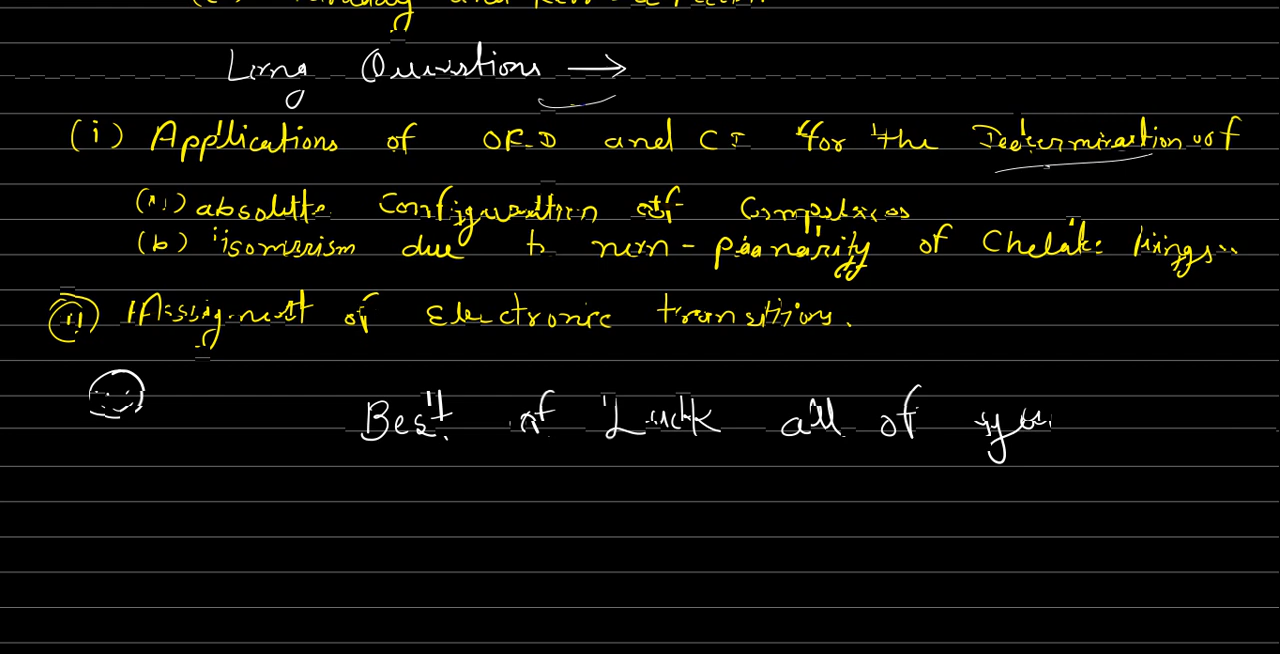 Long Questions →
(i) Applications of ORD and CD for the Determination of
(a) absolute Configuration of Complexes
(b) isomerism due to non-planarity of Chelate rings..
(ii) Assignment of Electronic transitions.
Best of Luck all of you